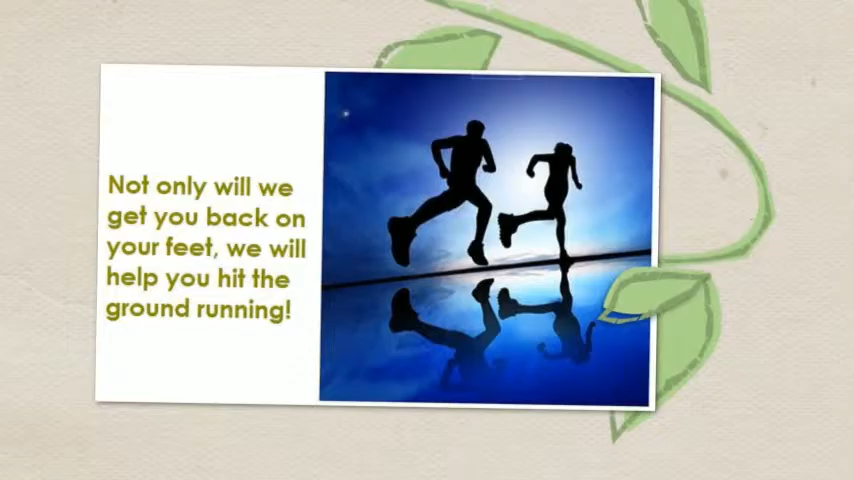 Not only will we
get you back on
your feet, we will
help you hit the
ground running!